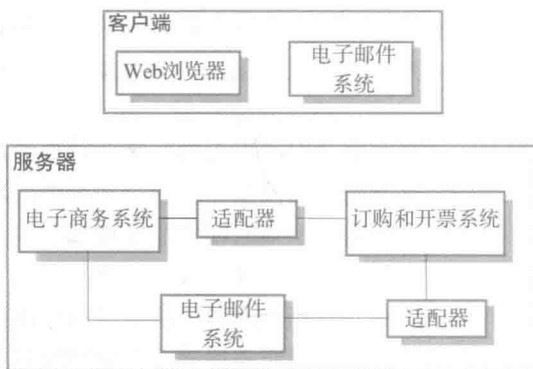 客户端
Web浏览器
电子邮件
系统
服务器
电子商务系统
适配器
订购和开票系统
电子邮件
系统
适配器